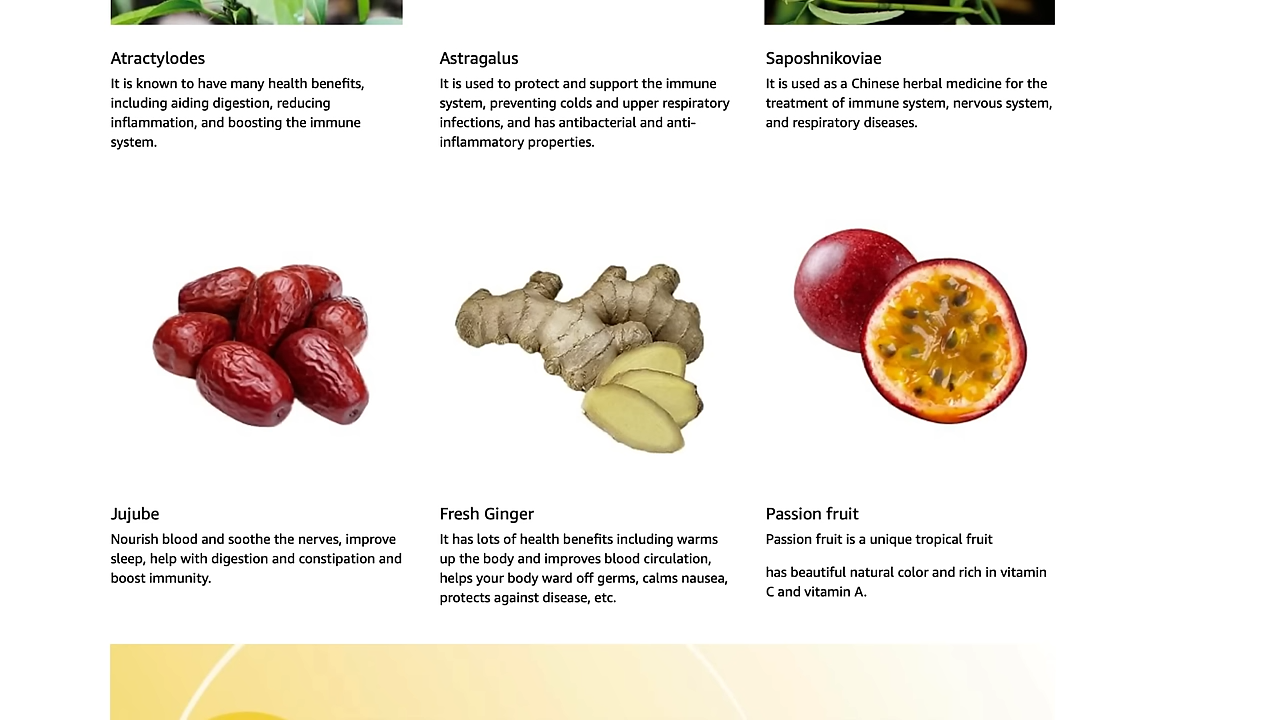 Atractylodes
It is known to have many health benefits,
including aiding digestion, reducing
inflammation, and boosting the immune
system.
Astragalus
It is used to protect and support the immune
system, preventing colds and upper respiratory
infections, and has antibacterial and anti-
inflammatory properties.
Saposhnikoviae
It is used as a Chinese herbal medicine for the
treatment of immune system, nervous system,
and respiratory diseases.
Jujube
Nourish blood and soothe the nerves, improve
sleep, help with digestion and constipation and
boost immunity.
Fresh Ginger
It has lots of health benefits including warms
up the body and improves blood circulation,
helps your body ward off germs, calms nausea,
protects against disease, etc.
Passion fruit
Passion fruit is a unique tropical fruit
has beautiful natural color and rich in vitamin
C and vitamin A.